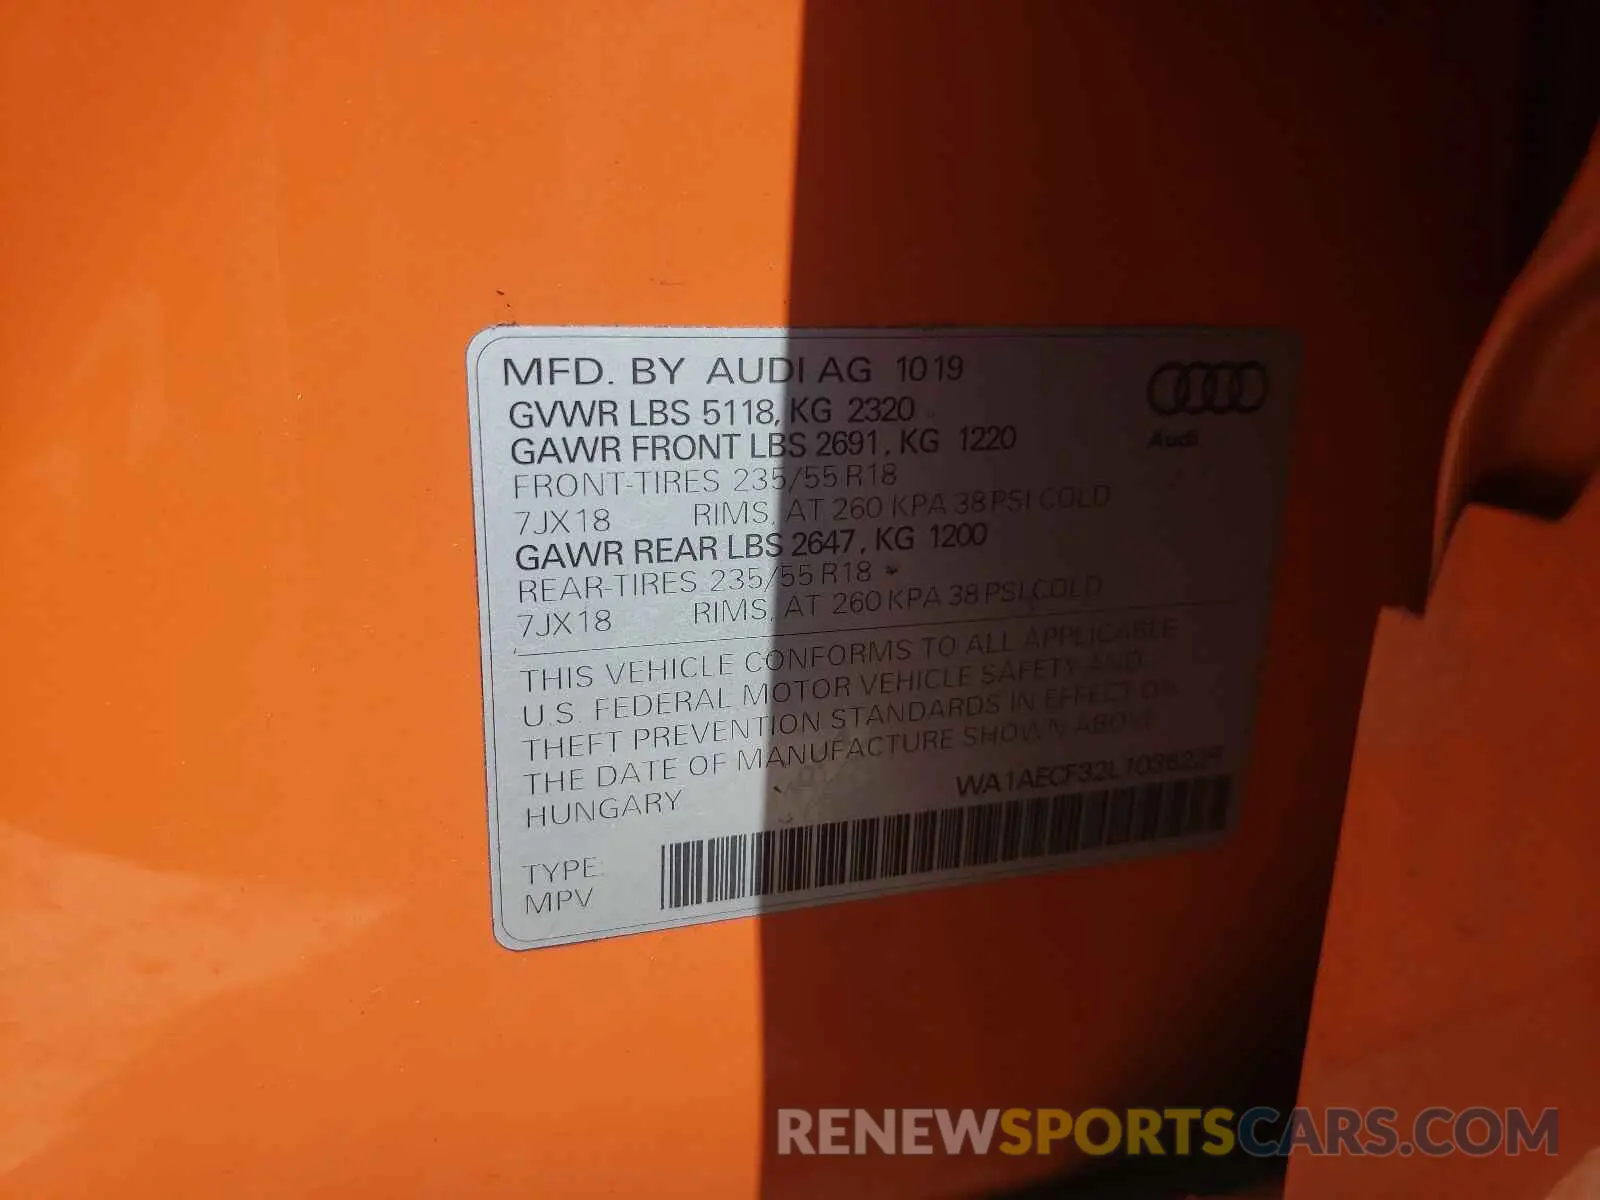 MFD. BY AUDI AG 1019
GVWR LBS 5118, KG 2320
GAWR FRONT LBS 2691, KG 1220
FRONT-TIRES 235/55 R18
7JX18 RIMS, AT 260 KPA 38 PSI COLD
GAWR REAR LBS 2647, KG 1200
REAR-TIRES 235/55 R18
7JX18 RIMS, AT 260 KPA 38 PSI COLD
Audi
THIS VEHICLE CONFORMS TO ALL APPLICABLE
U.S. FEDERAL MOTOR VEHICLE SAFETY AND
THEFT PREVENTION STANDARDS IN EFFECT ON
THE DATE OF MANUFACTURE SHOWN ABOVE
HUNGARY
TYPE:
MPV
RENEWSPORTSCARS.COM